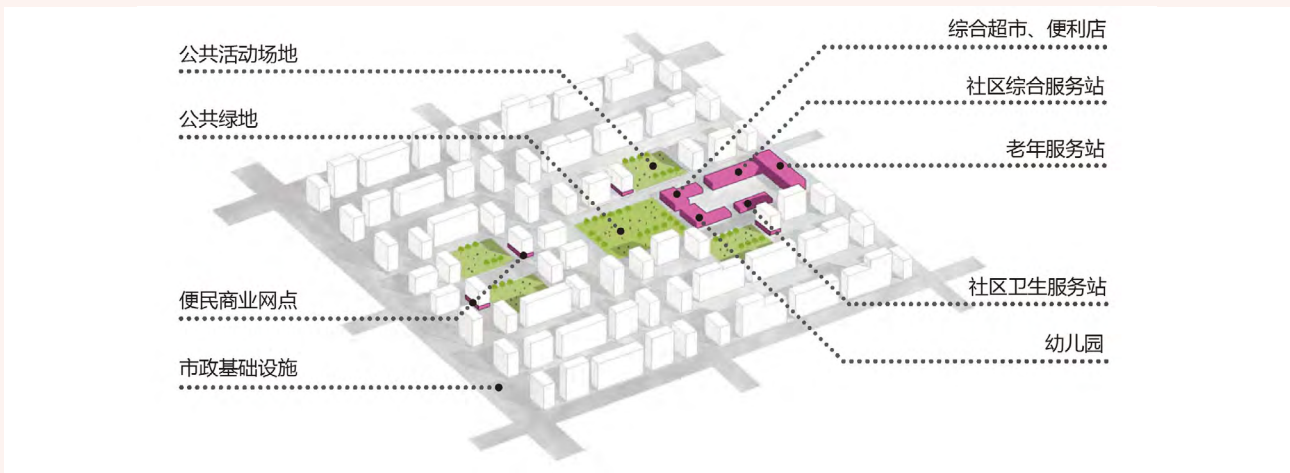 公共活动场地
公共绿地
便民商业网点
市政基础设施
综合超市、便利店
社区综合服务站
老年服务站
社区卫生服务站
幼儿园